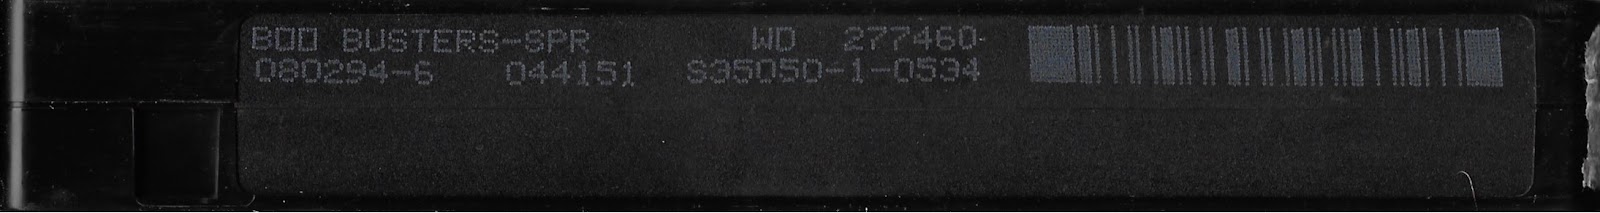 BOO BUSTERS-SPR WD 277460
080294-6 044151 S35050-1-0534